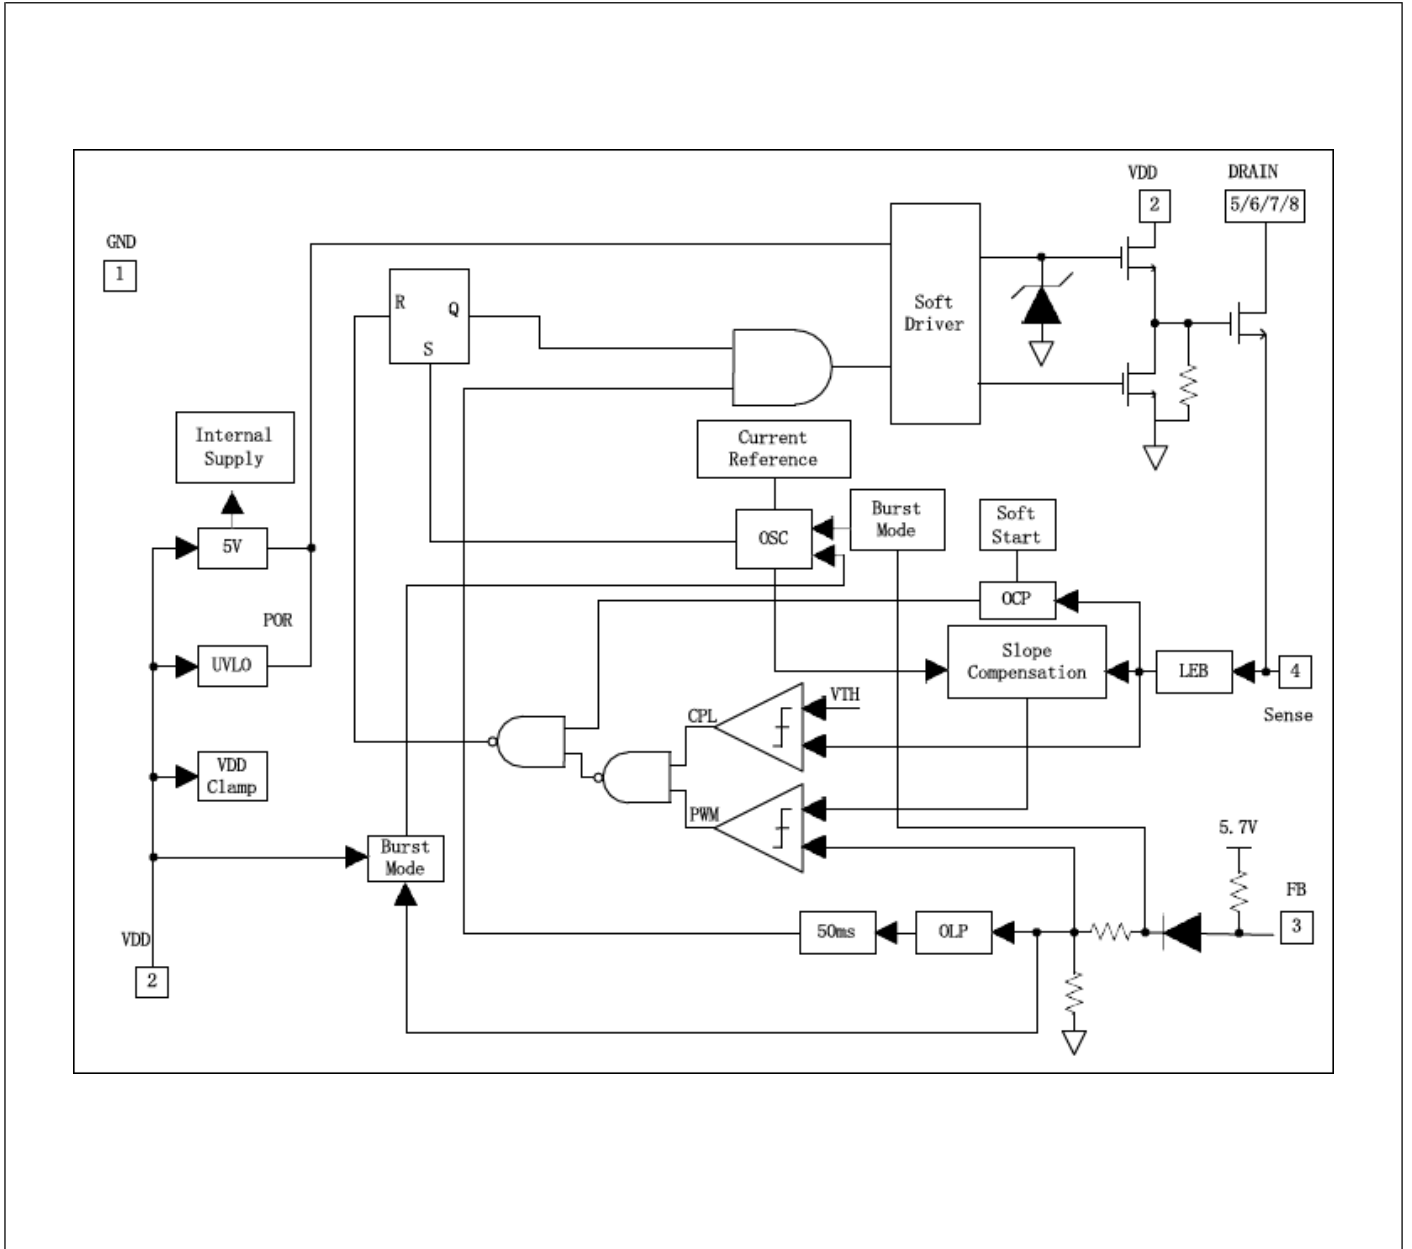 VDD
DRAIN
2
5/6/7/8
GND
1
R
Q
S
Soft
Driver
Internal
Supply
Current
Reference
Burst
Mode
Soft
Start
5V
OSC
OCP
POR
UVLO
Slope
Compensation
LEB
4
Sense
VTH
CPL
VDD
Clamp
PWM
5.7V
Burst
Mode
FB
3
50ms
OLP
VDD
2